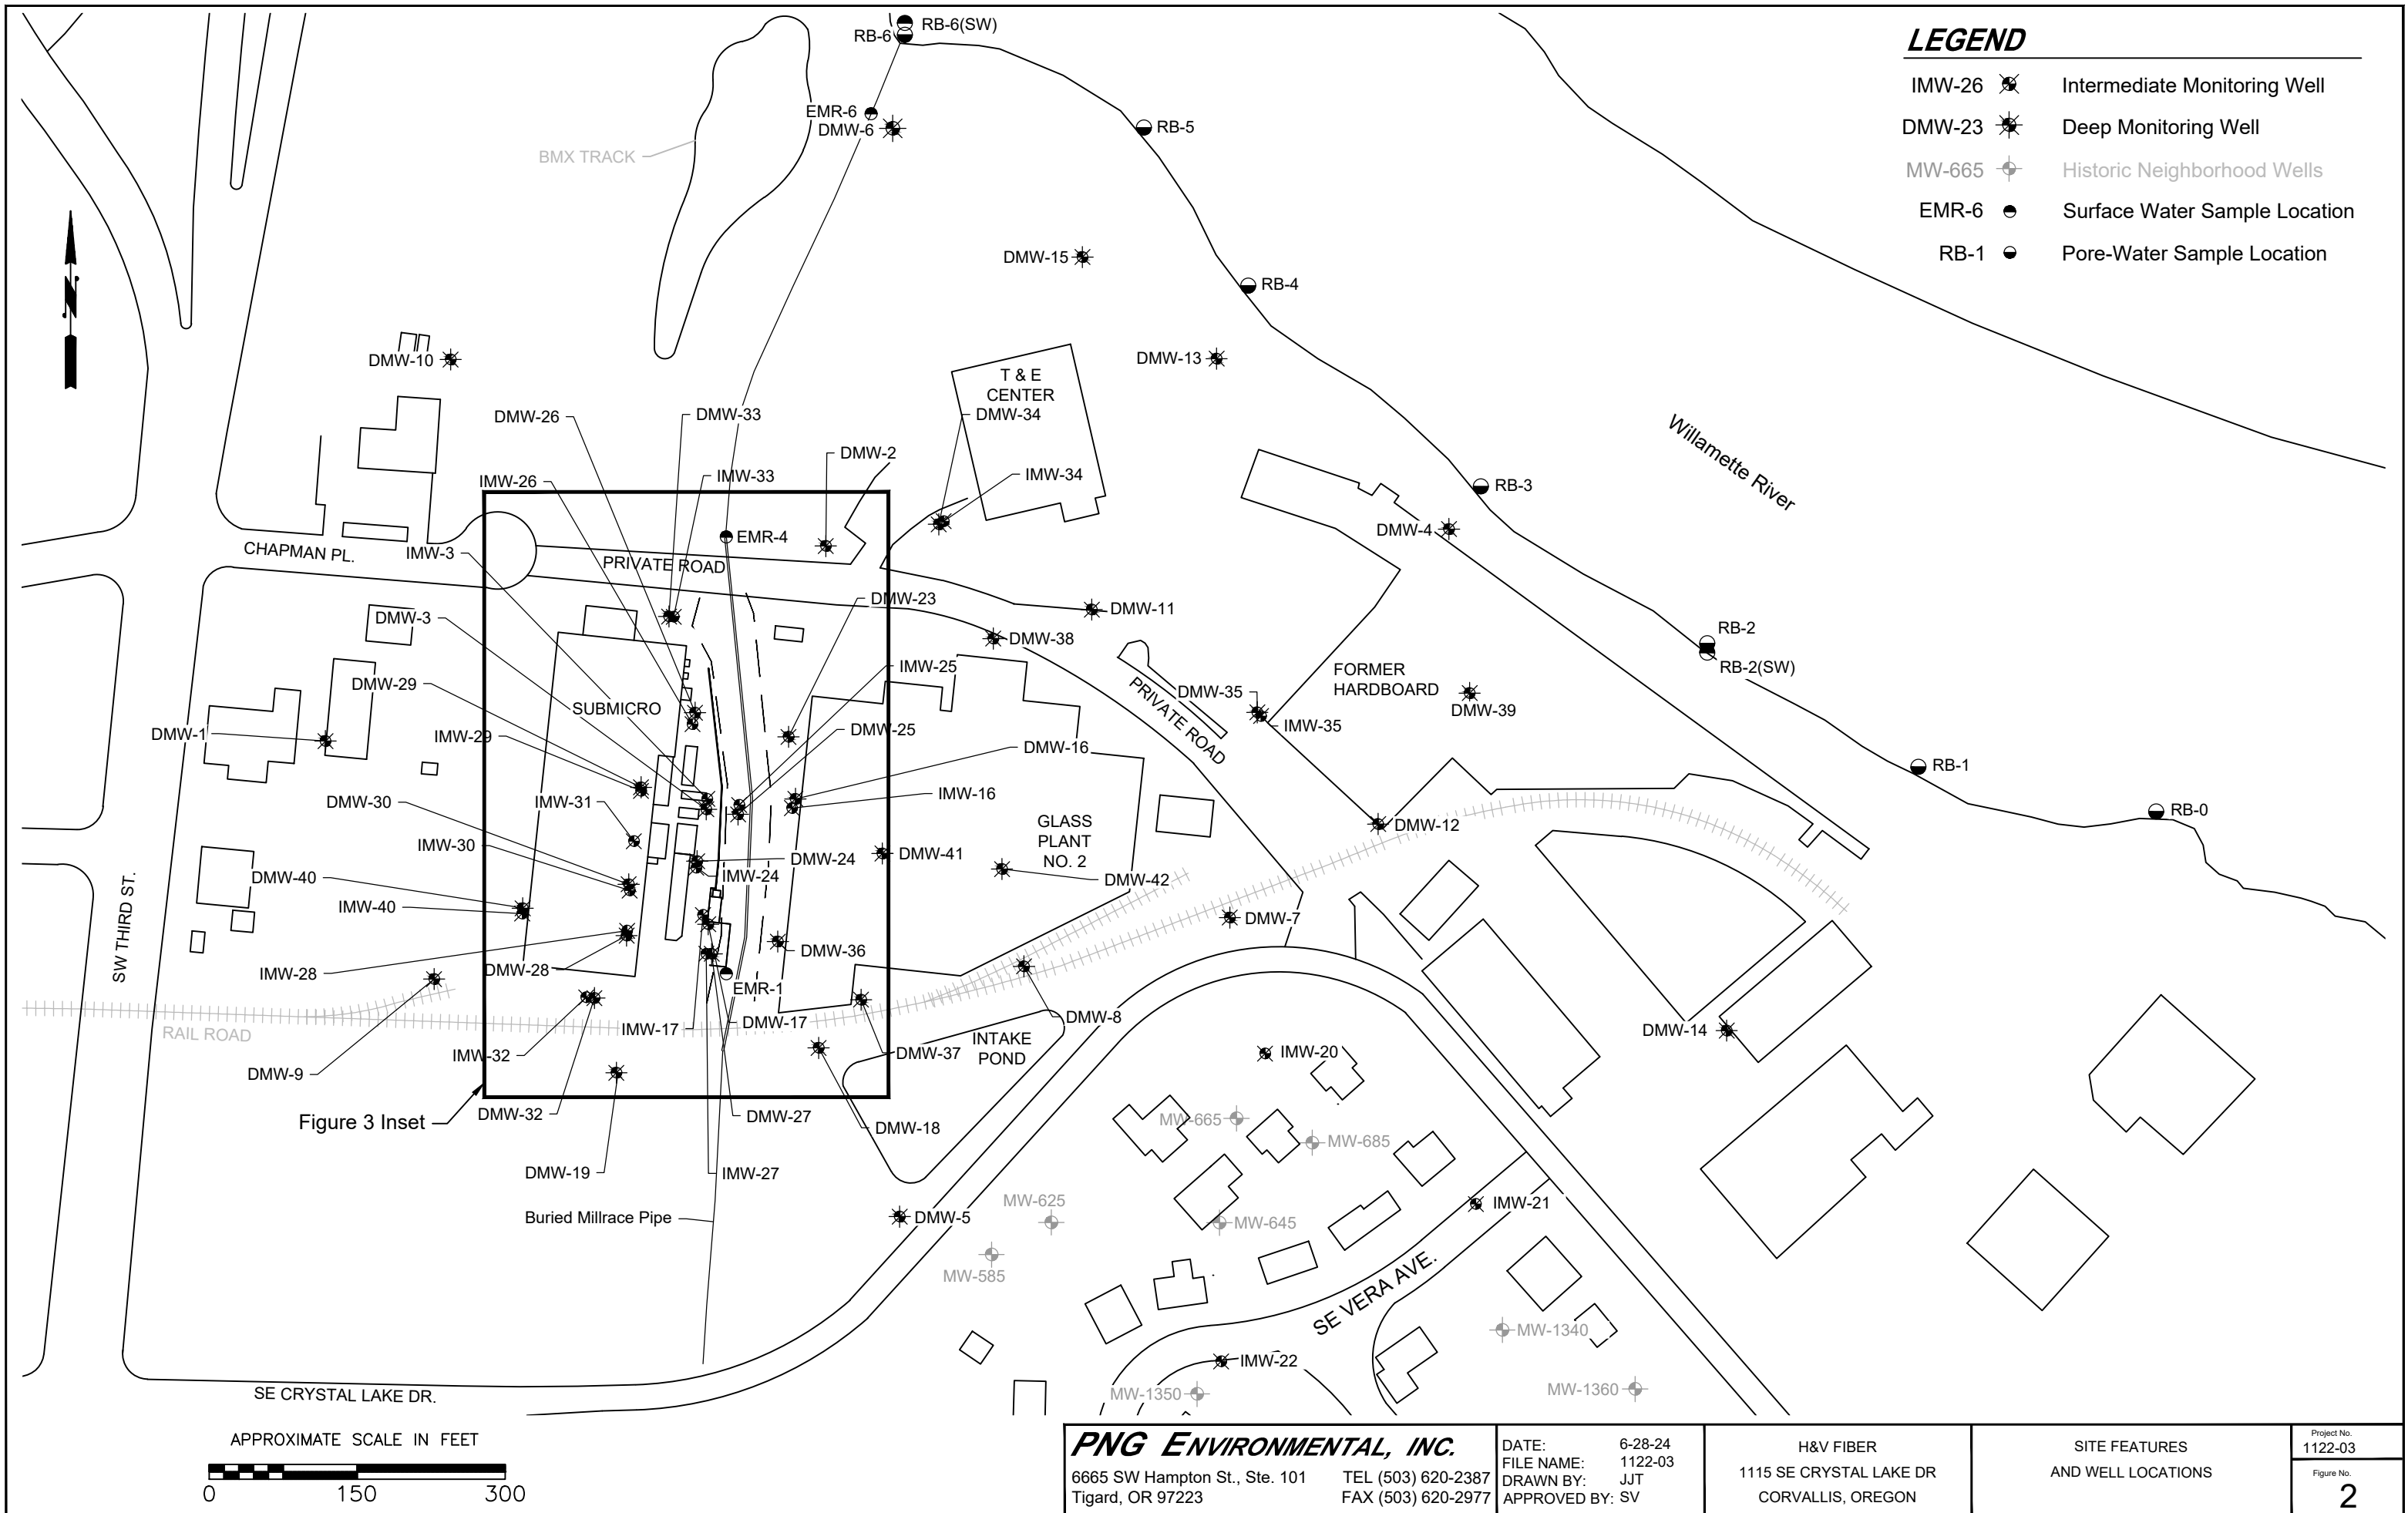 RB-6(SW)
RB-6
EMR-6
DMW-6
BMX TRACK
RB-5
LEGEND
IMW-26 Intermediate Monitoring Well
DMW-23 Deep Monitoring Well
MW-665 Historic Neighborhood Wells
EMR-6 Surface Water Sample Location
RB-1 Pore-Water Sample Location
N
DMW-15
RB-4
DMW-10
DMW-13
T & E
CENTER
DMW-34
DMW-26
DMW-33
DMW-2
IMW-34
IMW-26
IMW-33
RB-3
Willamette River
DMW-4
EMR-4
CHAPMAN PL.
IMW-3
PRIVATE ROAD
DMW-23
DMW-11
DMW-3
DMW-38
RB-2
RB-2(SW)
IMW-25
FORMER
HARDBOARD
DMW-29
SUBMICRO
PRIVATE ROAD
DMW-35
IMW-35
DMW-39
DMW-1
IMW-29
DMW-25
DMW-16
RB-1
DMW-30
IMW-31
IMW-16
RB-0
GLASS
PLANT
NO. 2
DMW-12
IMW-30
DMW-24
DMW-41
IMW-24
DMW-42
DMW-40
IMW-40
SW THIRD ST.
DMW-7
DMW-36
IMW-28
DMW-28
EMR-1
RAIL ROAD
IMW-17
DMW-17
DMW-8
DMW-14
INTAKE
POND
IMW-32
DMW-37
IMW-20
DMW-9
Figure 3 Inset
DMW-32
DMW-27
DMW-18
MW-665
MW-685
DMW-19
IMW-27
MW-625
IMW-21
Buried Millrace Pipe
DMW-5
MW-645
MW-585
SE VERA AVE.
MW-1340
IMW-22
SE CRYSTAL LAKE DR.
MW-1350
MW-1360
APPROXIMATE SCALE IN FEET
0 150 300
PNG ENVIRONMENTAL, INC.
6665 SW Hampton St., Ste. 101 TEL (503) 620-2387
Tigard, OR 97223 FAX (503) 620-2977
DATE: 6-28-24
FILE NAME: 1122-03
DRAWN BY: JJT
APPROVED BY: SV
H&V FIBER
1115 SE CRYSTAL LAKE DR
CORVALLIS, OREGON
SITE FEATURES
AND WELL LOCATIONS
Project No.
1122-03
Figure No.
2